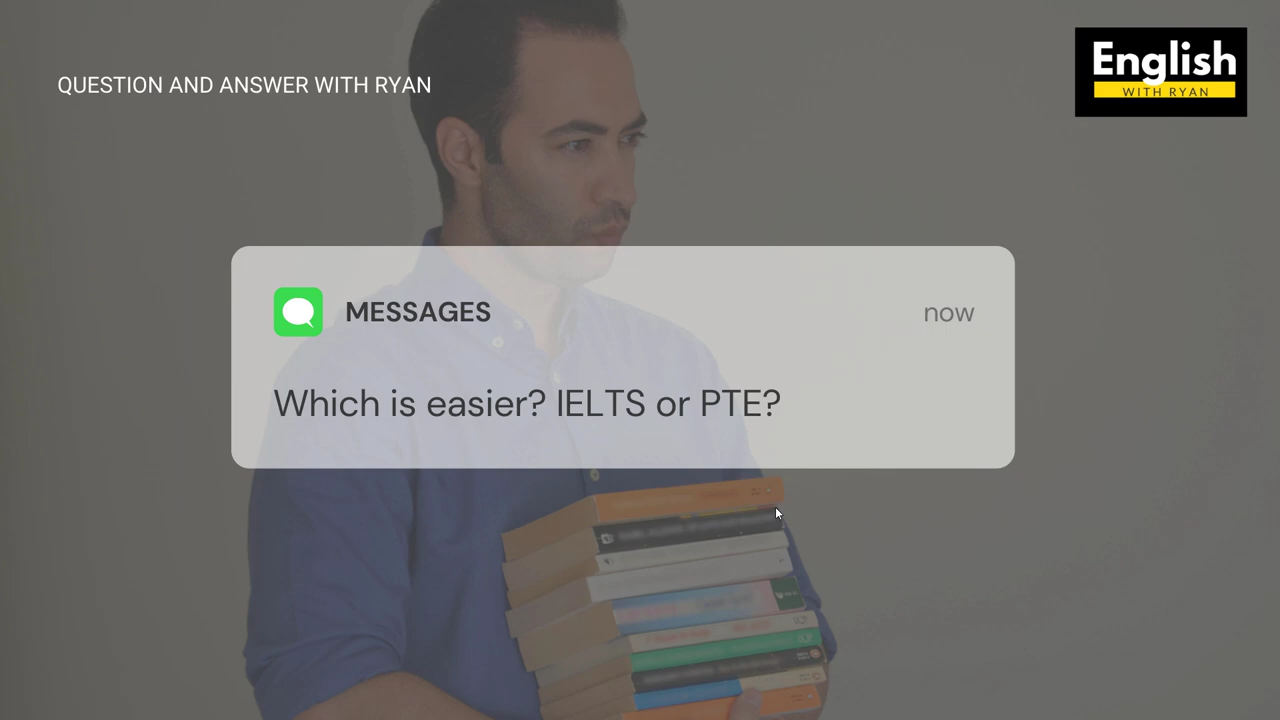 QUESTION AND ANSWER WITH RYAN
English
WITH RYAN
MESSAGES
now
Which is easier? IELTS or PTE?